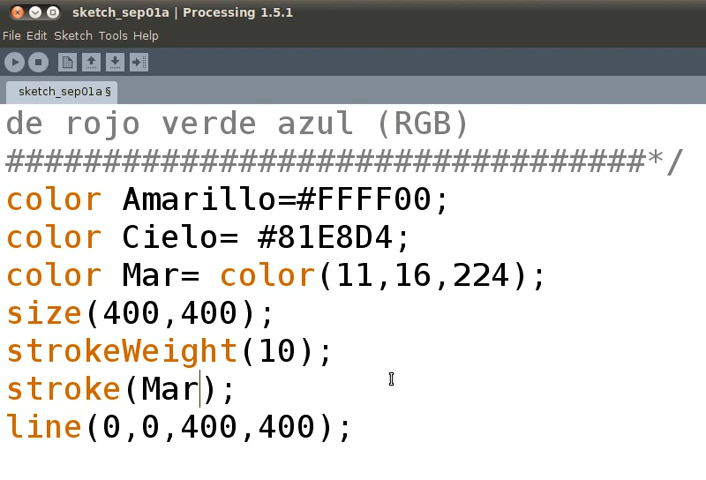 sketch_sep01a | Processing 1.5.1
File Edit Sketch Tools Help
sketch_sep01a §
de rojo verde azul (RGB)
#################################*/
color Amarillo=#FFFF00;
color Cielo= #81E8D4;
color Mar= color(11,16,224);
size(400,400);
strokeWeight(10);
stroke(Mar);
line(0,0,400,400);